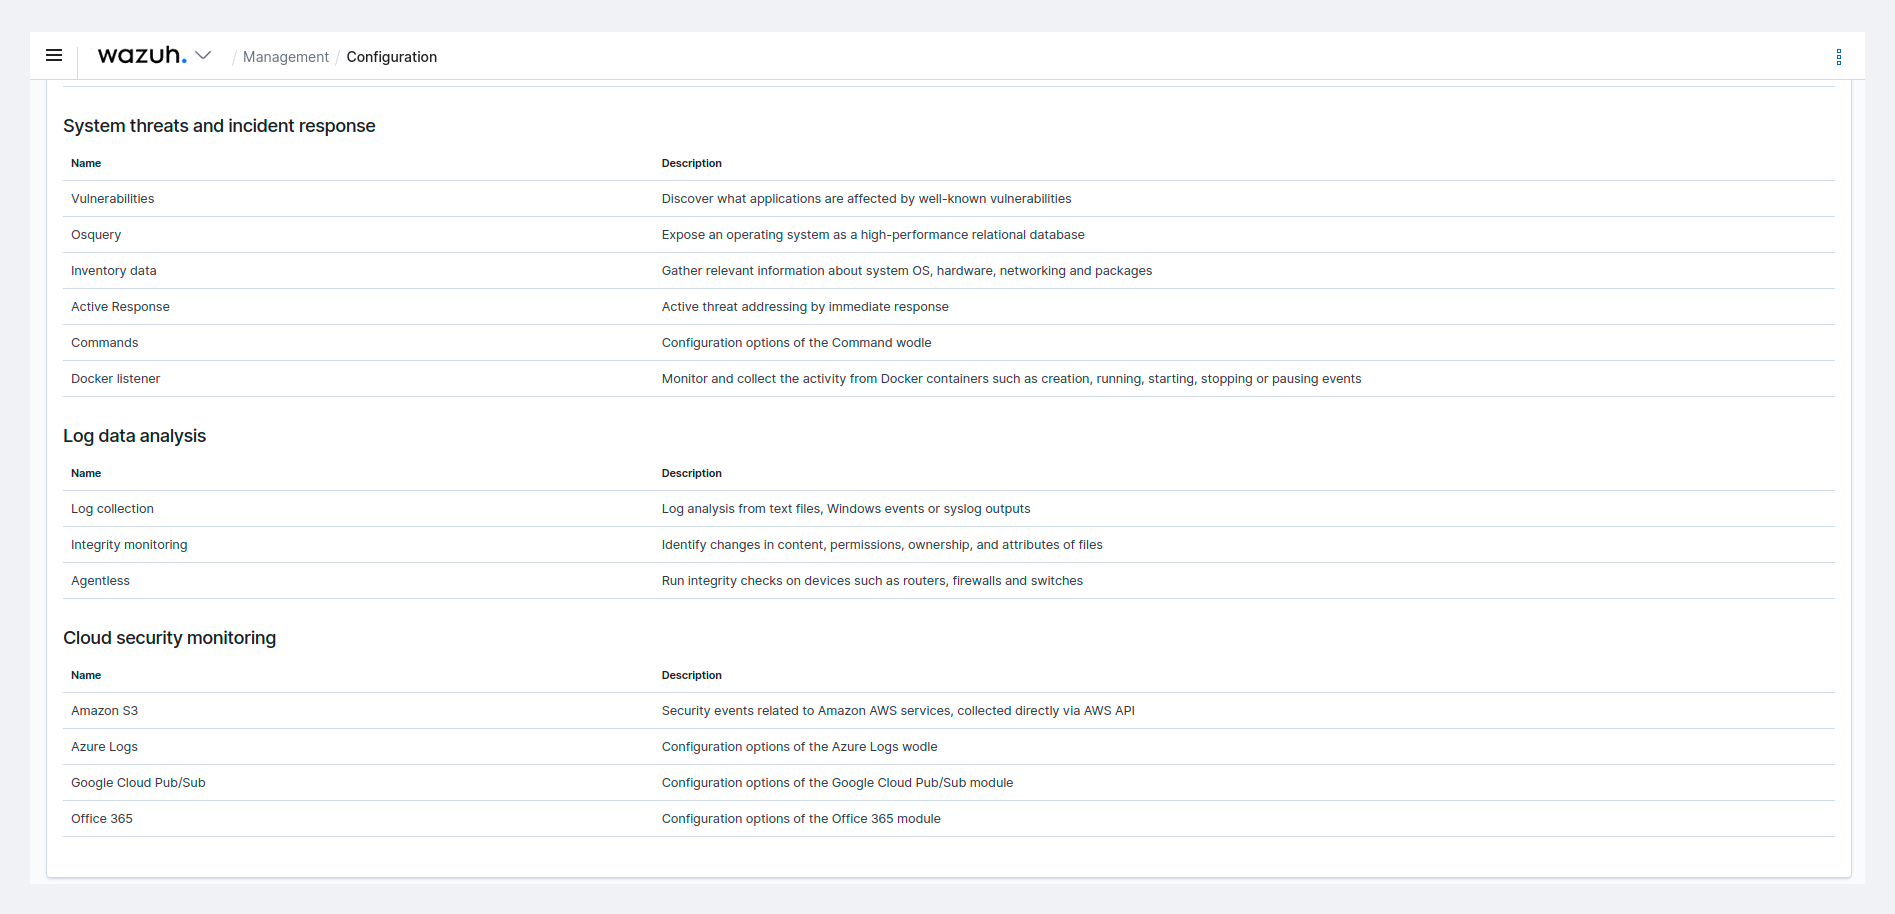 wazuh. / Management / Configuration
System threats and incident response
Name Description
Vulnerabilities Discover what applications are affected by well-known vulnerabilities
Osquery Expose an operating system as a high-performance relational database
Inventory data Gather relevant information about system OS, hardware, networking and packages
Active Response Active threat addressing by immediate response
Commands Configuration options of the Command wodle
Docker listener Monitor and collect the activity from Docker containers such as creation, running, starting, stopping or pausing events
Log data analysis
Name Description
Log collection Log analysis from text files, Windows events or syslog outputs
Integrity monitoring Identify changes in content, permissions, ownership, and attributes of files
Agentless Run integrity checks on devices such as routers, firewalls and switches
Cloud security monitoring
Name Description
Amazon S3 Security events related to Amazon AWS services, collected directly via AWS API
Azure Logs Configuration options of the Azure Logs wodle
Google Cloud Pub/Sub Configuration options of the Google Cloud Pub/Sub module
Office 365 Configuration options of the Office 365 module